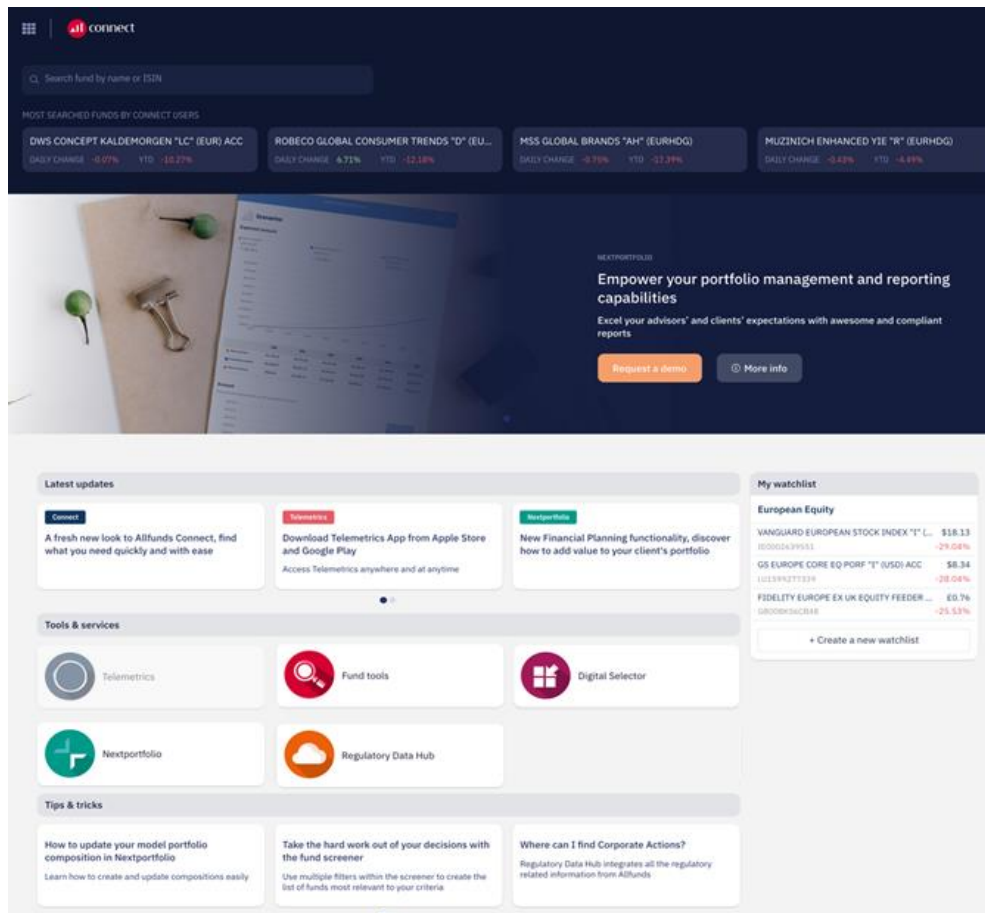 all connect
Search fund by name or ISIN
MOST SEARCHED FUNDS BY CONNECT USERS
DWS CONCEPT KALDEMORGEN "LC" (EUR) ACC
DAILY CHANGE -0.07% YTD -10.27%
ROBECO GLOBAL CONSUMER TRENDS "D" (EU...
DAILY CHANGE 6.71% YTD -12.18%
MSS GLOBAL BRANDS "AH" (EURHDG)
DAILY CHANGE -0.75% YTD -17.39%
MUZINICH ENHANCED YIE "R" (EURHDG)
DAILY CHANGE -0.43% YTD -4.49%
Scenarios
NEXTPORTFOLIO
Empower your portfolio management and reporting
capabilities
Excel your advisors' and clients' expectations with awesome and compliant
reports
Request a demo
More info
Latest updates
Connect
A fresh new look to Allfunds Connect, find
what you need quickly and with ease
Telemetrics
Download Telemetrics App from Apple Store
and Google Play
Access Telemetrics anywhere and at anytime
Nextportfolio
New Financial Planning functionality, discover
how to add value to your client's portfolio
My watchlist
European Equity
VANGUARD EUROPEAN STOCK INDEX "I" (... $18.13
-29.04%
GS EUROPE CORE EQ PORF "I" (USD) ACC $8.34
LU1599277339 -28.04%
FIDELITY EUROPE EX UK EQUITY FEEDER ... £0.76
-25.53%
+ Create a new watchlist
Tools & services
Telemetrics
Fund tools
Digital Selector
Nextportfolio
Regulatory Data Hub
Tips & tricks
How to update your model portfolio
composition in Nextportfolio
Learn how to create and update compositions easily
Take the hard work out of your decisions with
the fund screener
Use multiple filters within the screener to create the
list of funds most relevant to your criteria
Where can I find Corporate Actions?
Regulatory Data Hub integrates all the regulatory
related information from Allfunds